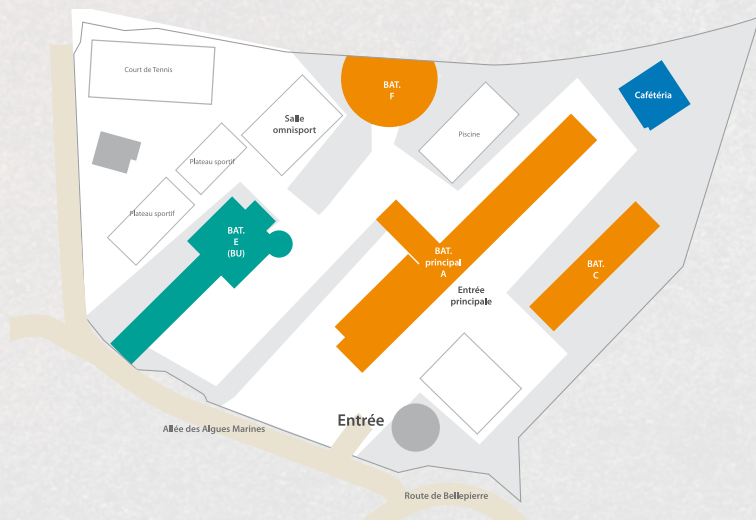 Court de Tennis
BAT.
F
Cafétéria
Salle
omnisport
Piscine
Plateau sportif
Plateau sportif
BAT.
E
(BU)
BAT.
principal
A
BAT.
C
Entrée
principale
Entrée
Allée des Algues Marines
Route de Bellepierre